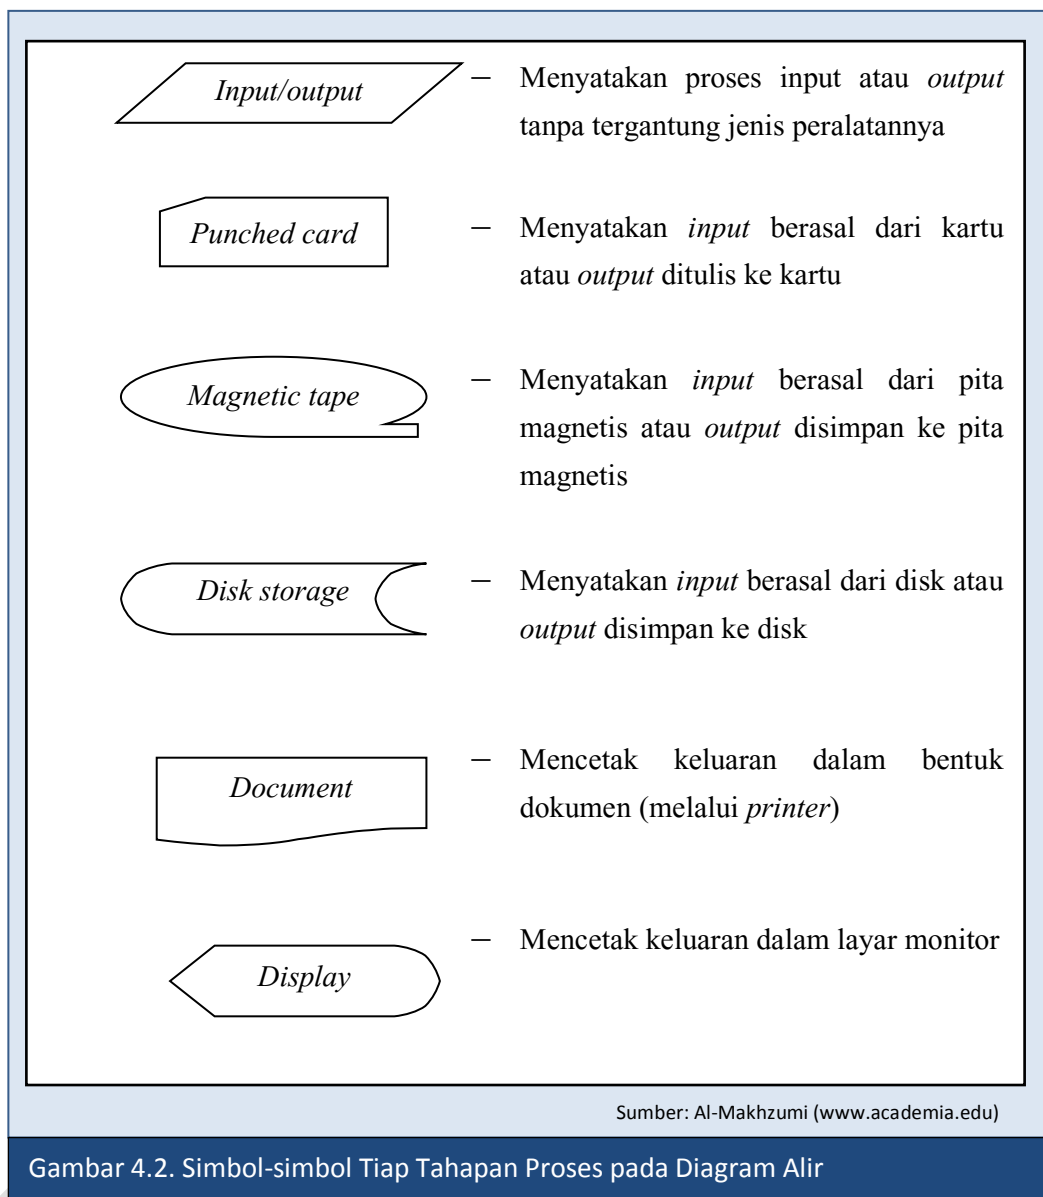 Input/output
— Menyatakan proses input atau output
tanpa tergantung jenis peralatannya
Punched card
— Menyatakan input berasal dari kartu
atau output ditulis ke kartu
Magnetic tape
— Menyatakan input berasal dari pita
magnetis atau output disimpan ke pita
magnetis
Disk storage
— Menyatakan input berasal dari disk atau
output disimpan ke disk
Document
— Mencetak keluaran dalam bentuk
dokumen (melalui printer)
Display
— Mencetak keluaran dalam layar monitor
Sumber: Al-Makhzumi (www.academia.edu)
Gambar 4.2. Simbol-simbol Tiap Tahapan Proses pada Diagram Alir